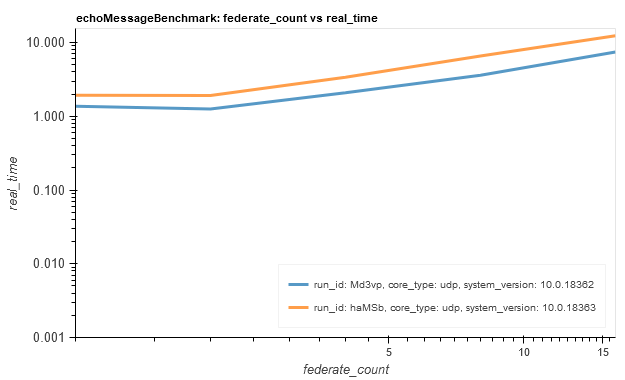 echoMessageBenchmark: federate_count vs real_time
10.000
1.000
0.100
0.010
0.001
real_time
run_id: Md3vp, core_type: udp, system_version: 10.0.18362
run_id: haMSb, core_type: udp, system_version: 10.0.18363
5
10
15
federate_count